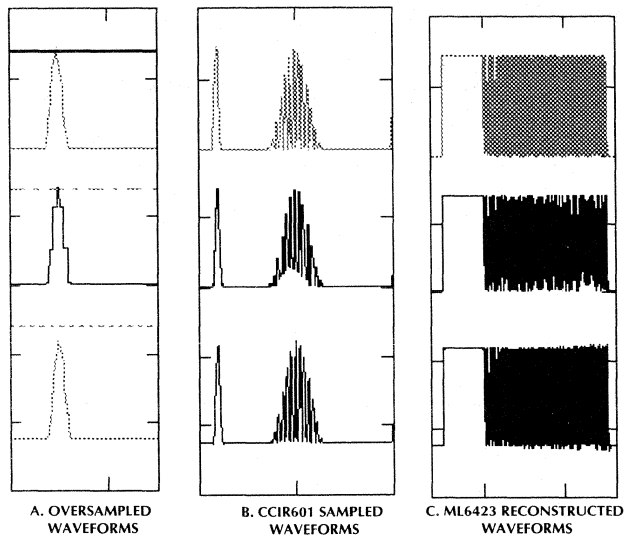 A. OVERSAMPLED
WAVEFORMS
B. CCIR601 SAMPLED
WAVEFORMS
C. ML6423 RECONSTRUCTED
WAVEFORMS